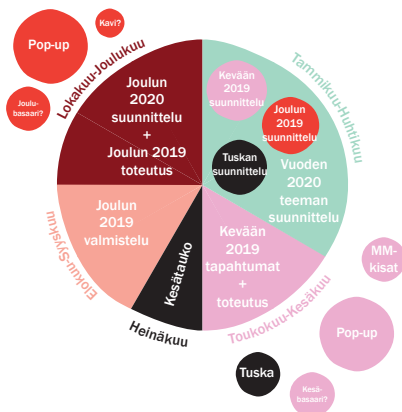 Kavi?
Pop-up
Joulu-
basaari?
Lokakuu-Joulukuu
Joulun
2020
suunnittelu
+
Joulun 2019
toteutus
Tammikuu-Huhtikuu
Kevään
2019
suunnittelu
Joulun
2019
suunnittelu
Tuskan
suunnittelu
Vuoden
2020
teeman
suunnittelu
Elokuu-Syyskuu
Joulun
2019
valmistelu
Kesätauko
Heinäkuu
Kevään
2019
tapahtumat
+
toteutus
Toukokuu-Kesäkuu
MM-
kisat
Pop-up
Tuska
Kesä-
basaari?